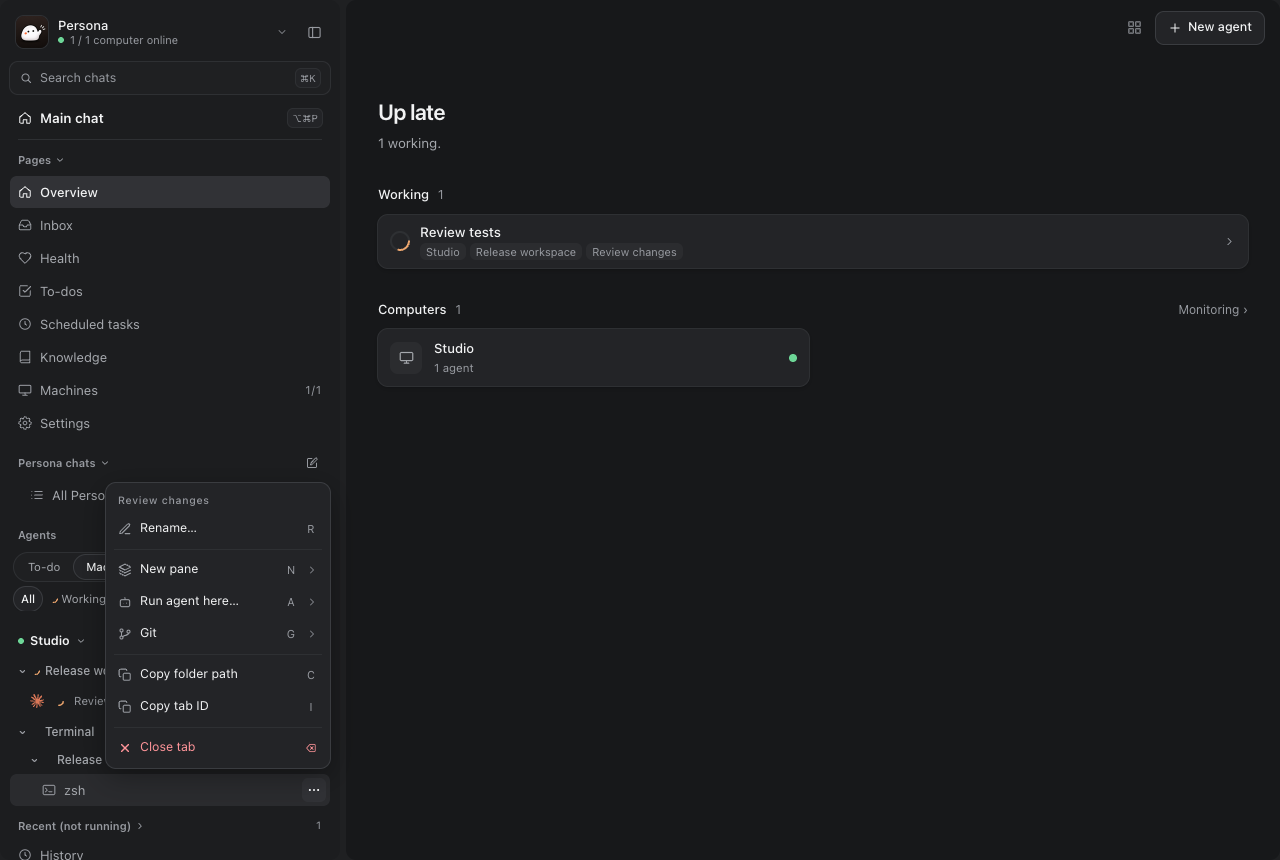 Persona
1 / 1 computer online
Search chats ⌘K
Main chat ⌥⌘P
Pages
Overview
Inbox
Health
To-dos
Scheduled tasks
Knowledge
Machines 1/1
Settings
Persona chats
All Perso
Agents
To-do Mac
All Working
Studio
Release wo
Review
Terminal
Release
zsh
Recent (not running) 1
History
Review changes
Rename... R
New pane N
Run agent here... A
Git G
Copy folder path C
Copy tab ID I
Close tab
New agent
Up late
1 working.
Working 1
Review tests
Studio Release workspace Review changes
Computers 1
Monitoring ›
Studio
1 agent